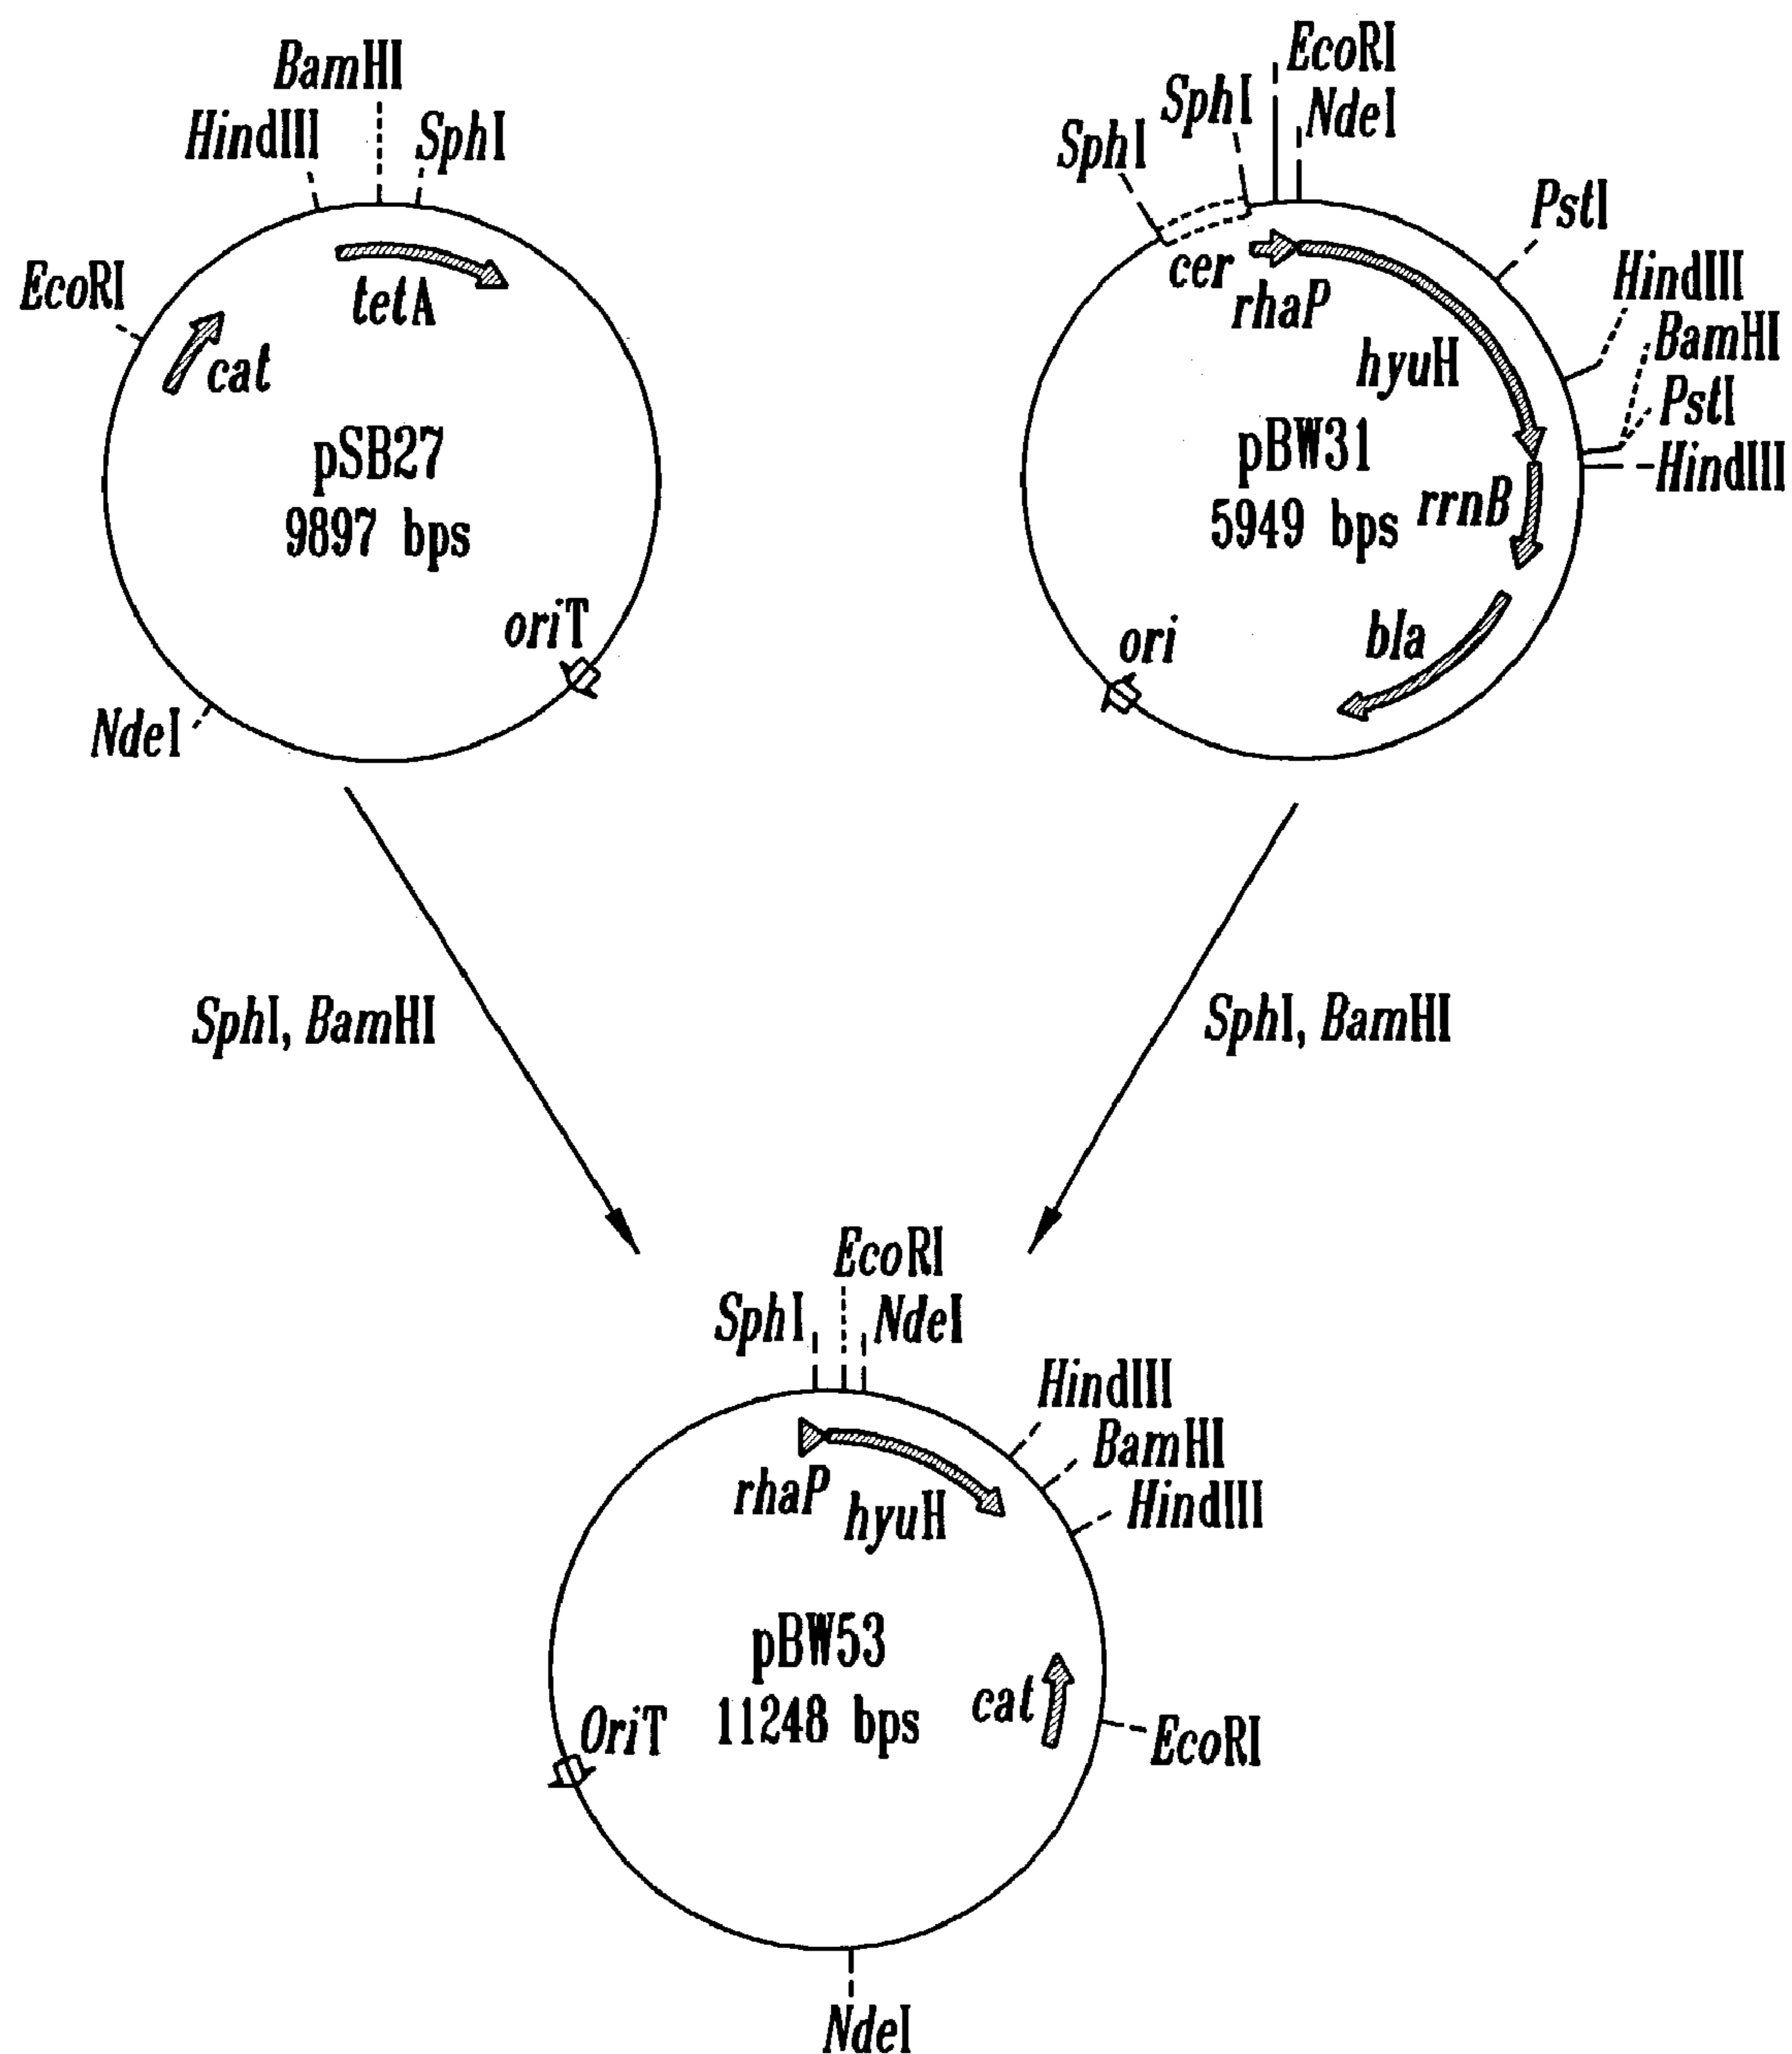 BamHI
HindIII
SphI
EcoRI
tetA
cat
pSB27
9897 bps
oriT
NdeI
EcoRI
SphI
NdeI
SphI
PstI
cer
rhaP
HindIII
BamHI
hyuH
PstI
pBW31
HindIII
5949 bps
rrnB
bla
ori
SphI, BamHI
SphI, BamHI
EcoRI
SphI
NdeI
HindIII
BamHI
rhaP
hyuH
HindIII
pBW53
11248 bps
cat
OriT
EcoRI
NdeI